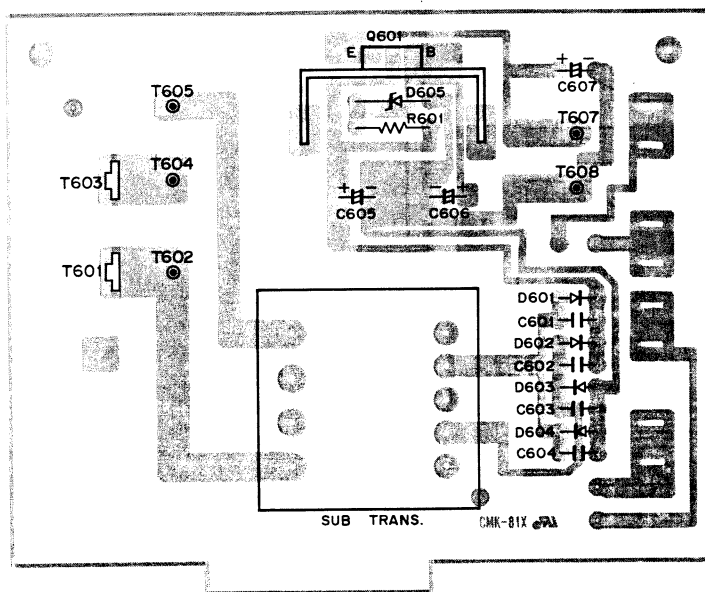 Q601
E B
D605
R601
+ -
C607
T605
T607
T604
T603
T608
+ -
C605
- +
C606
T602
T601
D601
C601
D602
C602
D603
C603
D604
C604
SUB TRANS.
CMK-81X